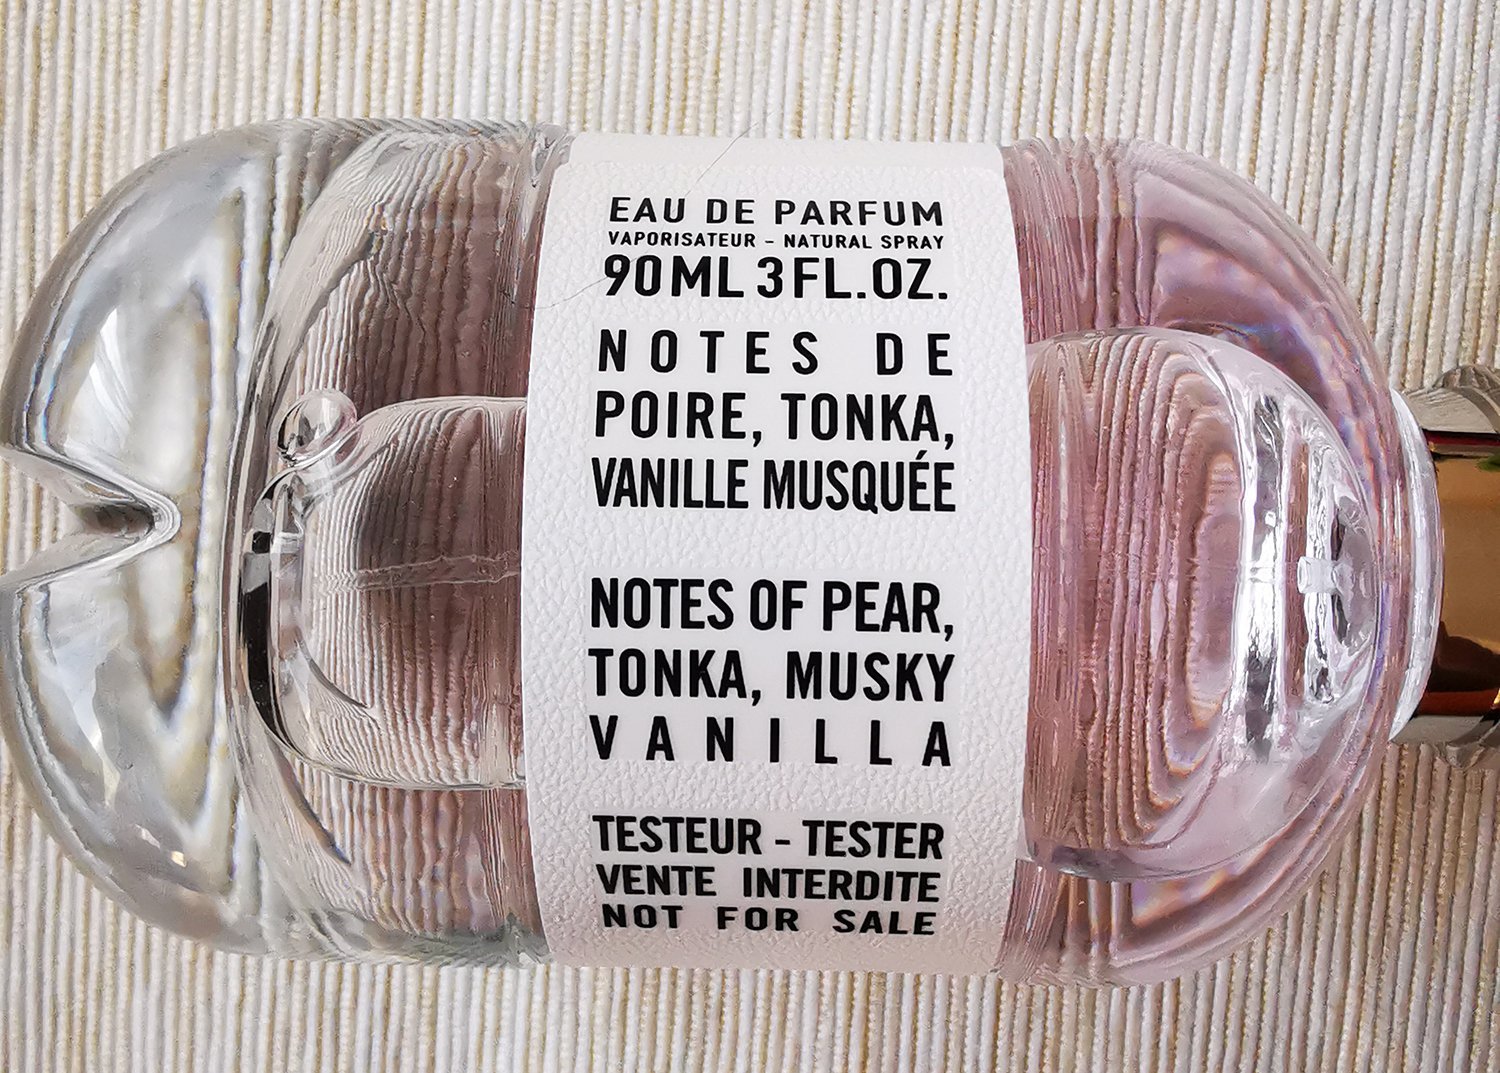 EAU DE PARFUM
VAPORISATEUR - NATURAL SPRAY
90ML 3FL.OZ.
NOTES DE
POIRE, TONKA,
VANILLE MUSQUÉE
NOTES OF PEAR,
TONKA, MUSKY
VANILLA
TESTEUR - TESTER
VENTE INTERDITE
NOT FOR SALE